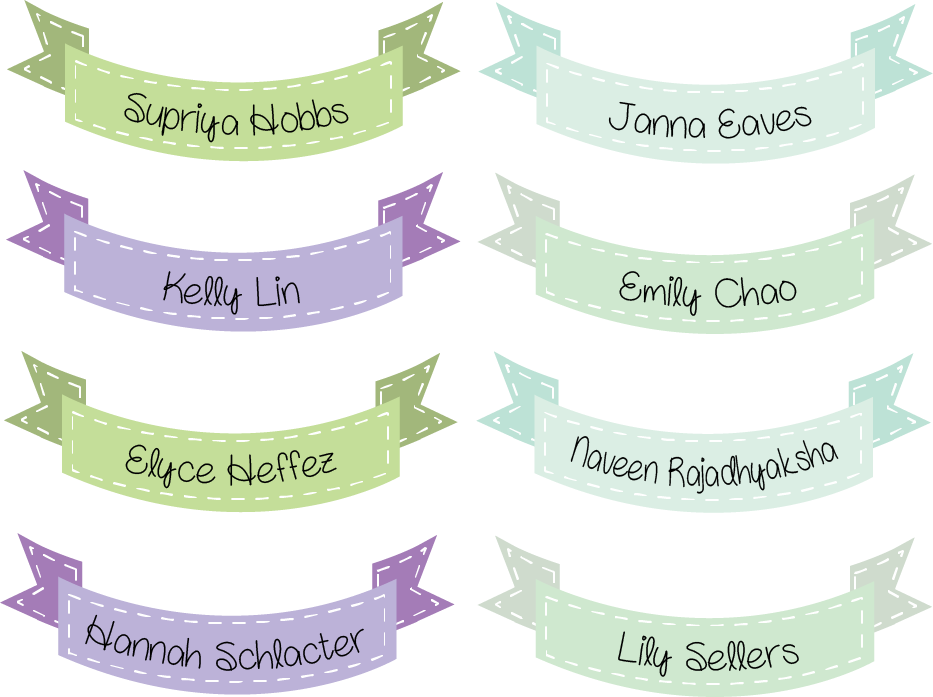 Supriya Hobbs
Janna Eaves
Kelly Lin
Emily Chao
Elyce Heffez
Naveen Rajadhyaksha
Hannah Schlacter
Lily Sellers